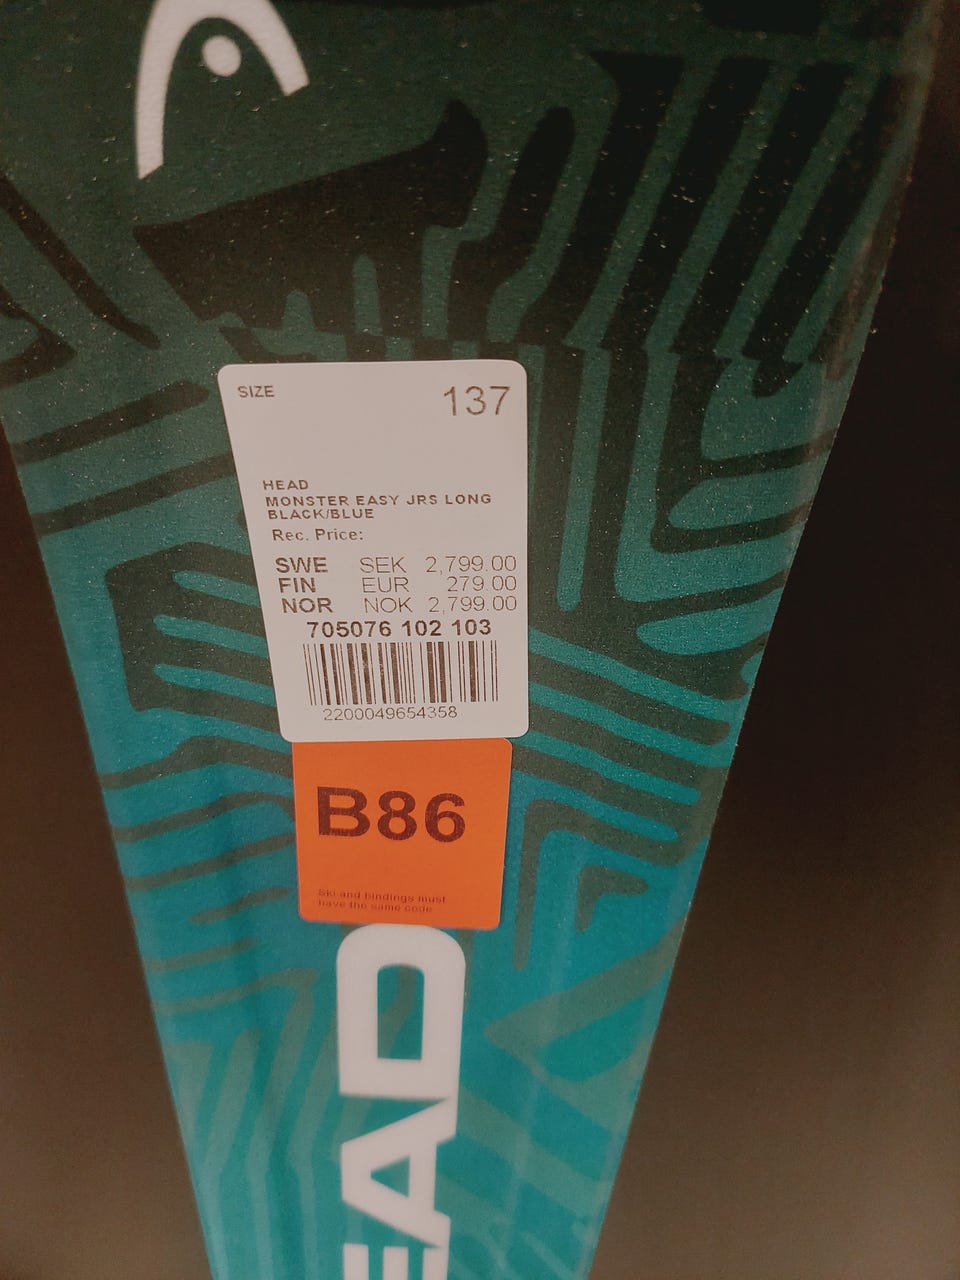 SIZE 137
HEAD
MONSTER EASY JRS LONG
BLACK/BLUE
Rec. Price:
SWE SEK 2,799.00
FIN EUR 279.00
NOR NOK 2,799.00
705076 102 103
2200049654358
B86
Ski and bindings must
have the same code
EAD